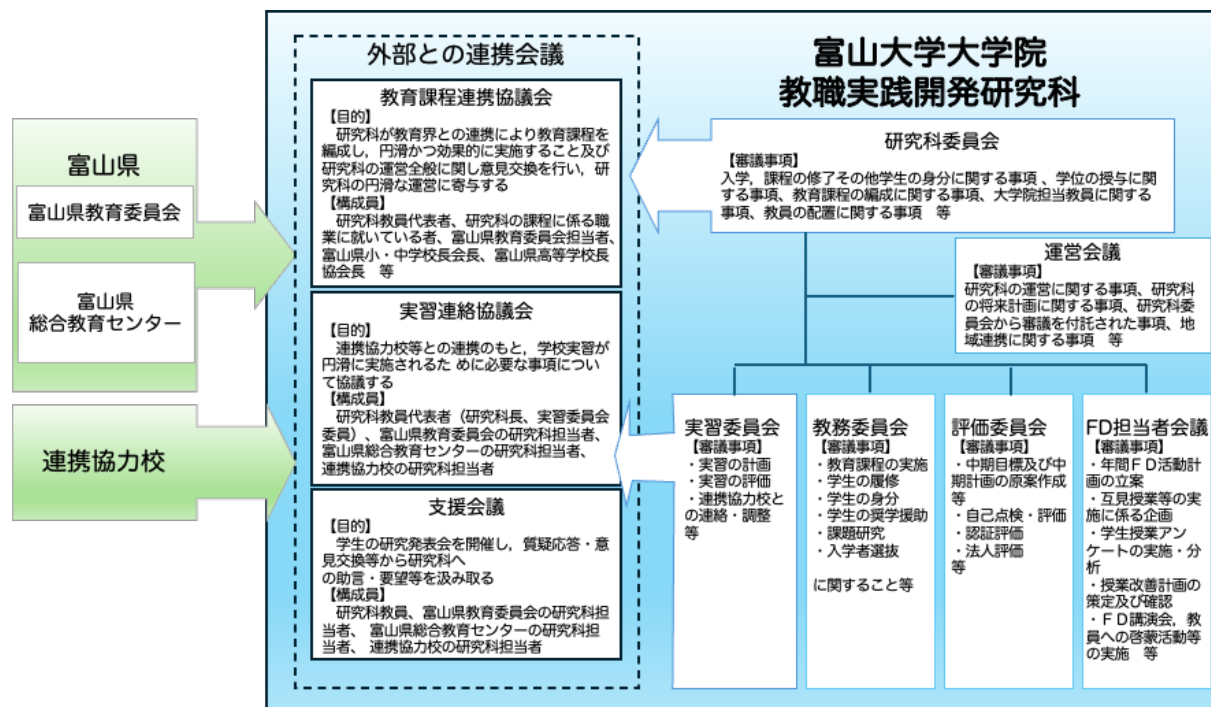 富山大学大学院
教職実践開発研究科
富山県
富山県教育委員会
富山県
総合教育センター
連携協力校
外部との連携会議
教育課程連携協議会
【目的】
研究科が教育界との連携により教育課程を
編成し，円滑かつ効果的に実施すること及び
研究科の運営全般に関し意見交換を行い，研
究科の円滑な運営に寄与する
【構成員】
研究科教員代表者、研究科の課程に係る職
業に就いている者、富山県教育委員会担当者、
富山県小・中学校長会長、富山県高等学校長
協会長　等
実習連絡協議会
【目的】
連携協力校等との連携のもと，学校実習が
円滑に実施されるた めに必要な事項につい
て協議する
【構成員】
研究科教員代表者（研究科長、実習委員会
委員）、富山県教育委員会の研究科担当者、
富山県総合教育センターの研究科担当者、
連携協力校の研究科担当者
支援会議
【目的】
学生の研究発表会を開催し，質疑応答・意
見交換等から研究科へ
の助言・要望等を汲み取る
【構成員】
研究科教員、富山県教育委員会の研究科担
当者、 富山県総合教育センターの研究科担
当者、 連携協力校の研究科担当者
研究科委員会
【審議事項】
入学，課程の修了その他学生の身分に関する事項 、学位の授与に関
する事項、教育課程の編成に関する事項、大学院担当教員に関する
事項、教員の配置に関する事項　等
運営会議
【審議事項】
研究科の運営に関する事項、研究科
の将来計画に関する事項、研究科委
員会から審議を付託された事項、地
域連携に関する事項　等
実習委員会
【審議事項】
・実習の計画
・実習の評価
・連携協力校と
の連絡・調整
等
教務委員会
【審議事項】
・教育課程の実施
・学生の履修
・学生の身分
・学生の奨学援助
・課題研究
・入学者選抜
に関すること等
評価委員会
【審議事項】
・中期目標及び中
期計画の原案作成
等
・自己点検・評価
・認証評価
・法人評価
等
FD担当者会議
【審議事項】
・年間ＦＤ活動計
画の立案
・互見授業等の実
施に係る企画
・学生授業アン
ケートの実施・分
析
・授業改善計画の
策定及び確認
・ＦＤ講演会，教
員への啓蒙活動等
の実施　等